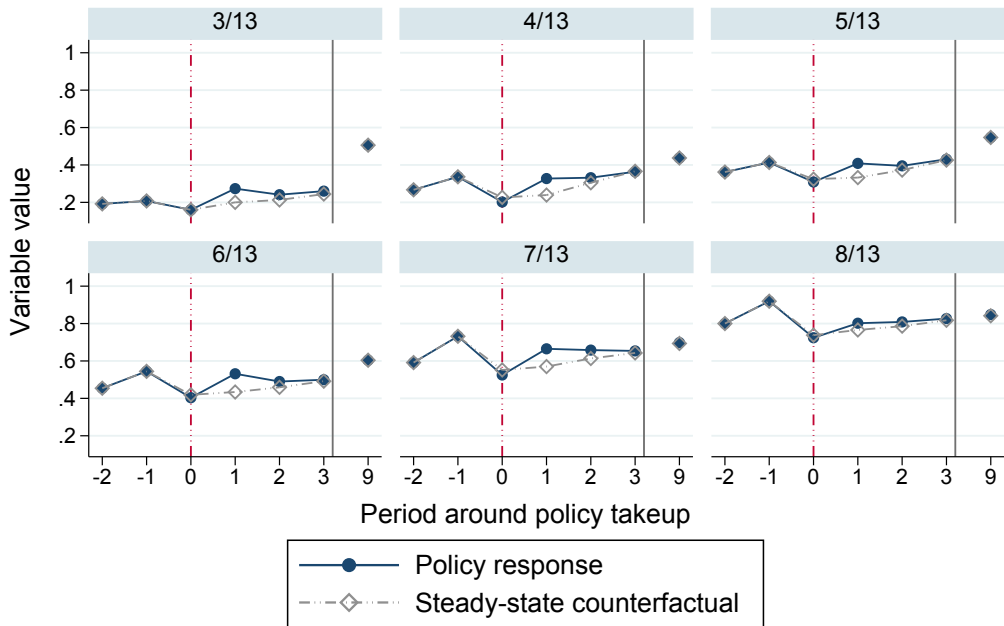 3/13 4/13 5/13
1
.8
.6
.4
.2
Variable value
6/13 7/13 8/13
1
.8
.6
.4
.2
-2 -1 0 1 2 3 9 -2 -1 0 1 2 3 9 -2 -1 0 1 2 3 9
Period around policy takeup
Policy response
Steady-state counterfactual